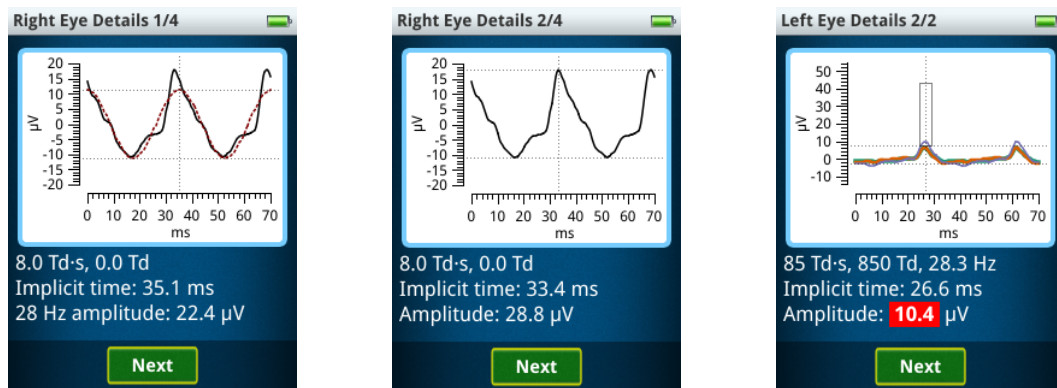 Right Eye Details 1/4
20
15
10
5
0
-5
-10
-15
-20
µV
0 10 20 30 40 50 60 70
ms
8.0 Td·s, 0.0 Td
Implicit time: 35.1 ms
28 Hz amplitude: 22.4 µV
Next
Right Eye Details 2/4
20
15
10
5
0
-5
-10
-15
-20
µV
0 10 20 30 40 50 60 70
ms
8.0 Td·s, 0.0 Td
Implicit time: 33.4 ms
Amplitude: 28.8 µV
Next
Left Eye Details 2/2
50
40
30
20
10
0
-10
µV
0 10 20 30 40 50 60 70
ms
85 Td·s, 850 Td, 28.3 Hz
Implicit time: 26.6 ms
Amplitude: 10.4 µV
Next